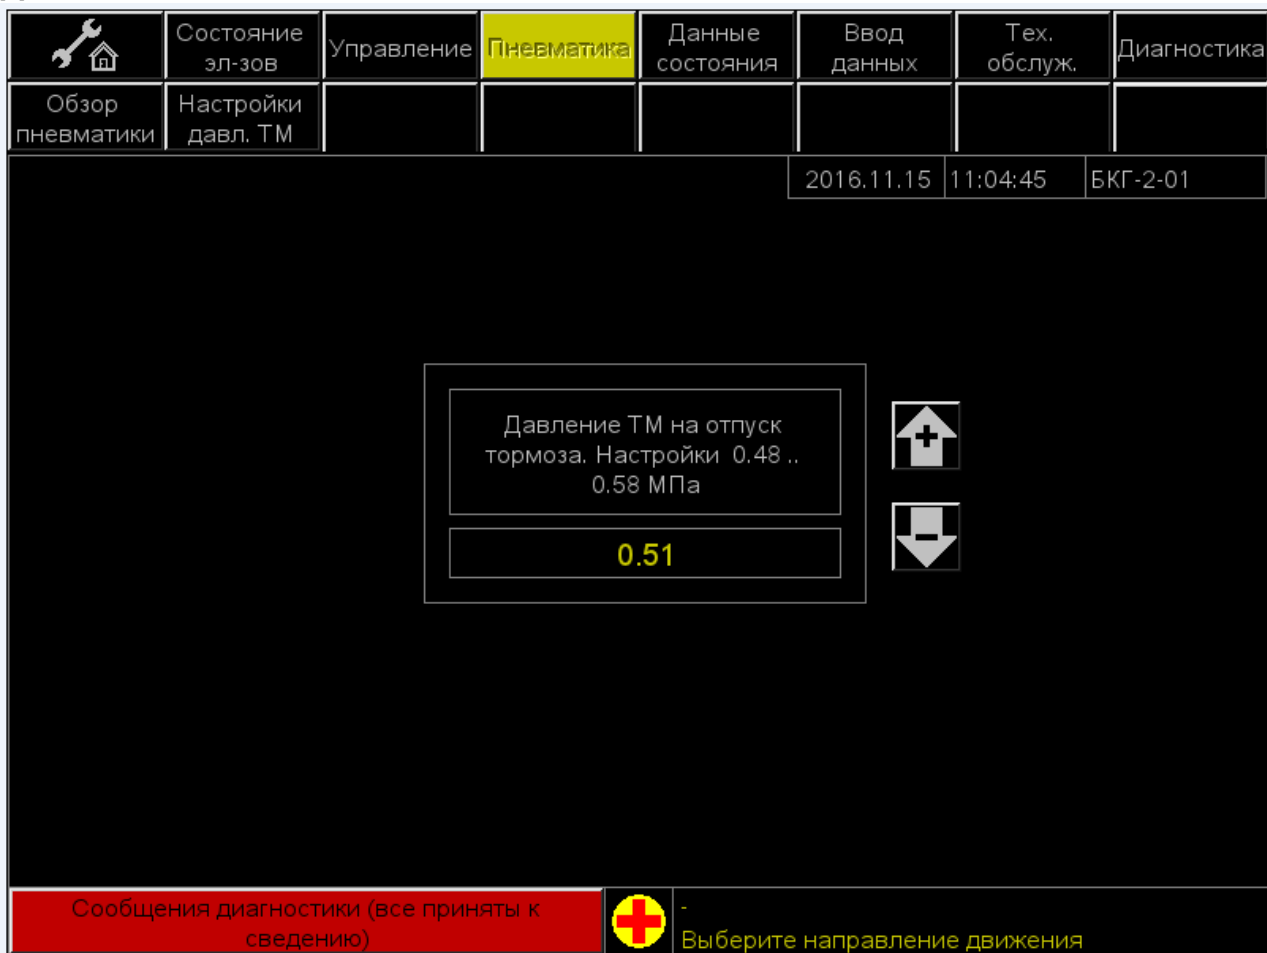 Состояние эл-зов
Управление
Пневматика
Данные состояния
Ввод данных
Тех. обслуж.
Диагностика
Обзор пневматики
Настройки давл. ТМ
2016.11.15
11:04:45
БКГ-2-01
Давление ТМ на отпуск
тормоза. Настройки 0.48 ..
0.58 МПа
0.51
Сообщения диагностики (все приняты к
сведению)
-
Выберите направление движения